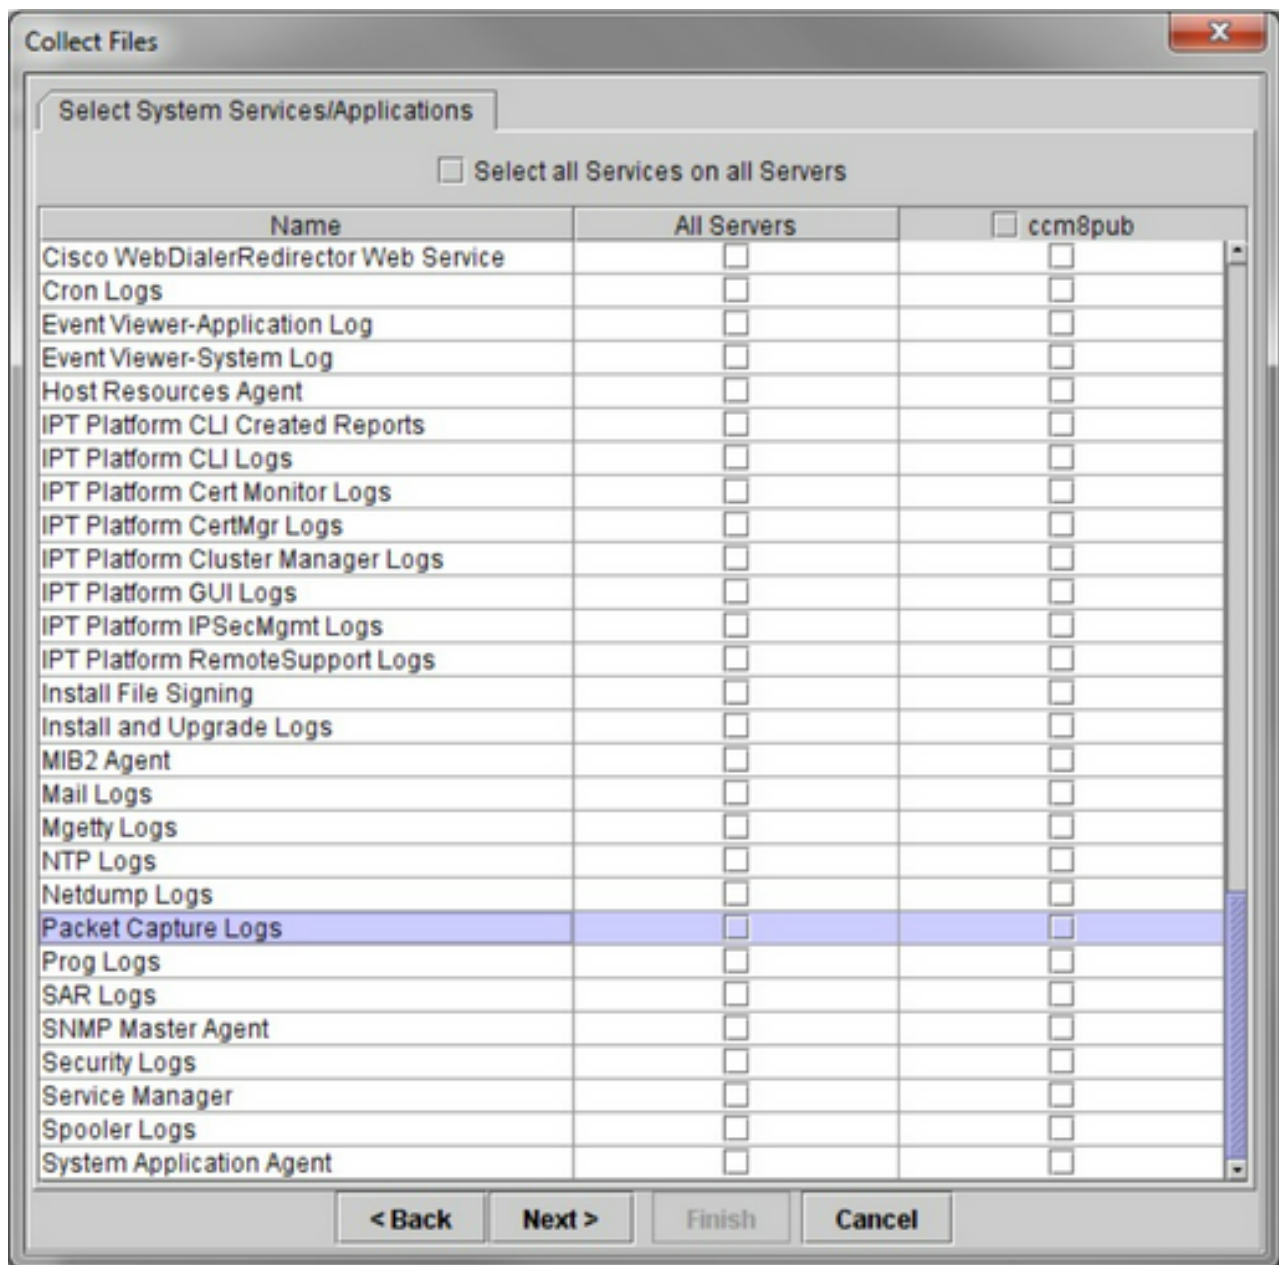 Collect Files
Select System Services/Applications
Select all Services on all Servers
Name All Servers ccm8pub
Cisco WebDialerRedirector Web Service
Cron Logs
Event Viewer-Application Log
Event Viewer-System Log
Host Resources Agent
IPT Platform CLI Created Reports
IPT Platform CLI Logs
IPT Platform Cert Monitor Logs
IPT Platform CertMgr Logs
IPT Platform Cluster Manager Logs
IPT Platform GUI Logs
IPT Platform IPSecMgmt Logs
IPT Platform RemoteSupport Logs
Install File Signing
Install and Upgrade Logs
MIB2 Agent
Mail Logs
Mgetty Logs
NTP Logs
Netdump Logs
Packet Capture Logs
Prog Logs
SAR Logs
SNMP Master Agent
Security Logs
Service Manager
Spooler Logs
System Application Agent
< Back Next > Finish Cancel